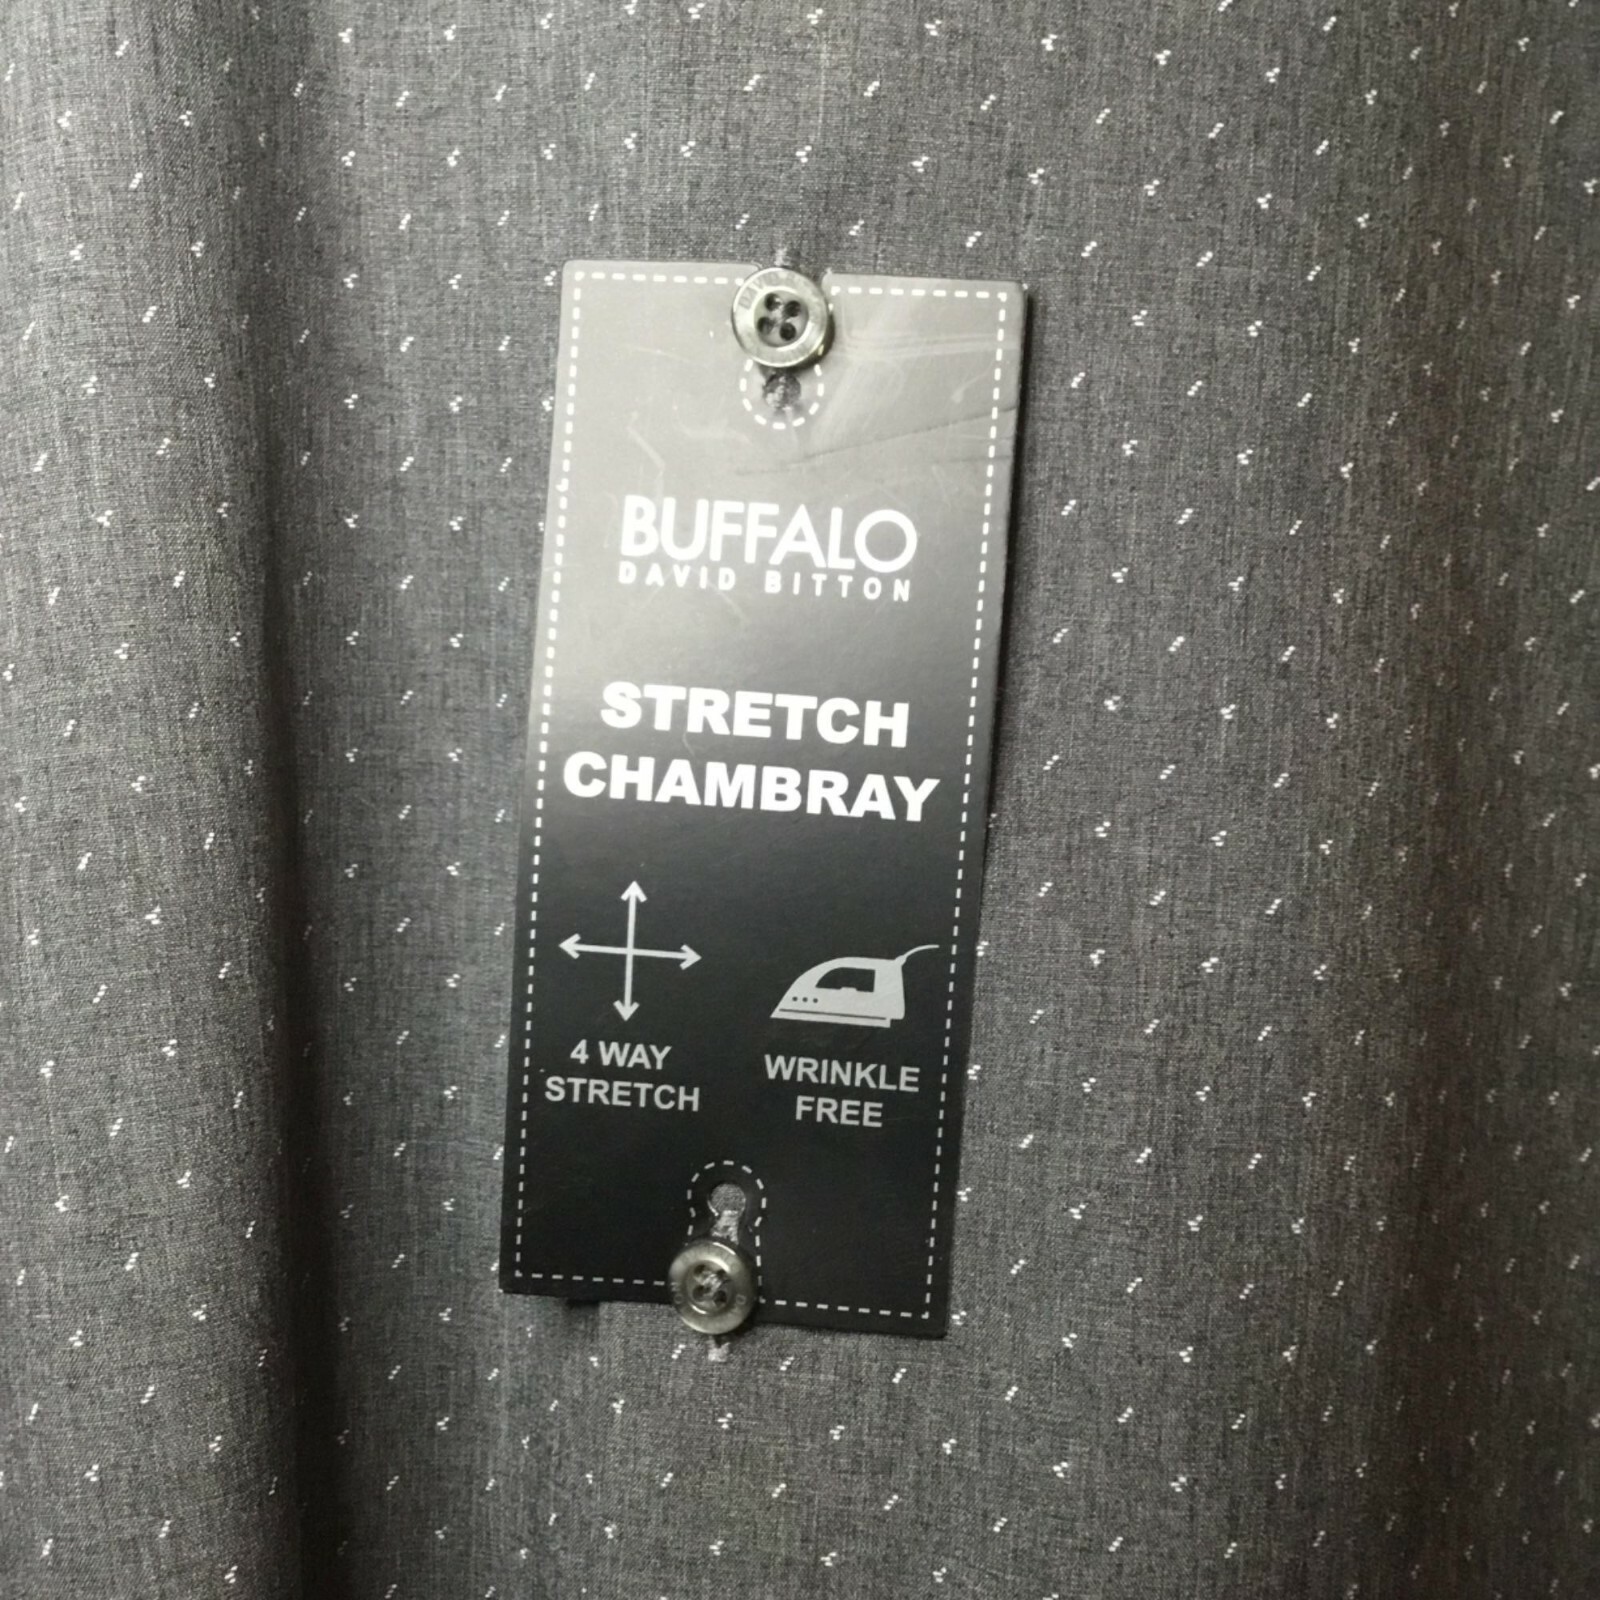 BUFFALO
DAVID BITTON
STRETCH
CHAMBRAY
4 WAY
STRETCH
WRINKLE
FREE